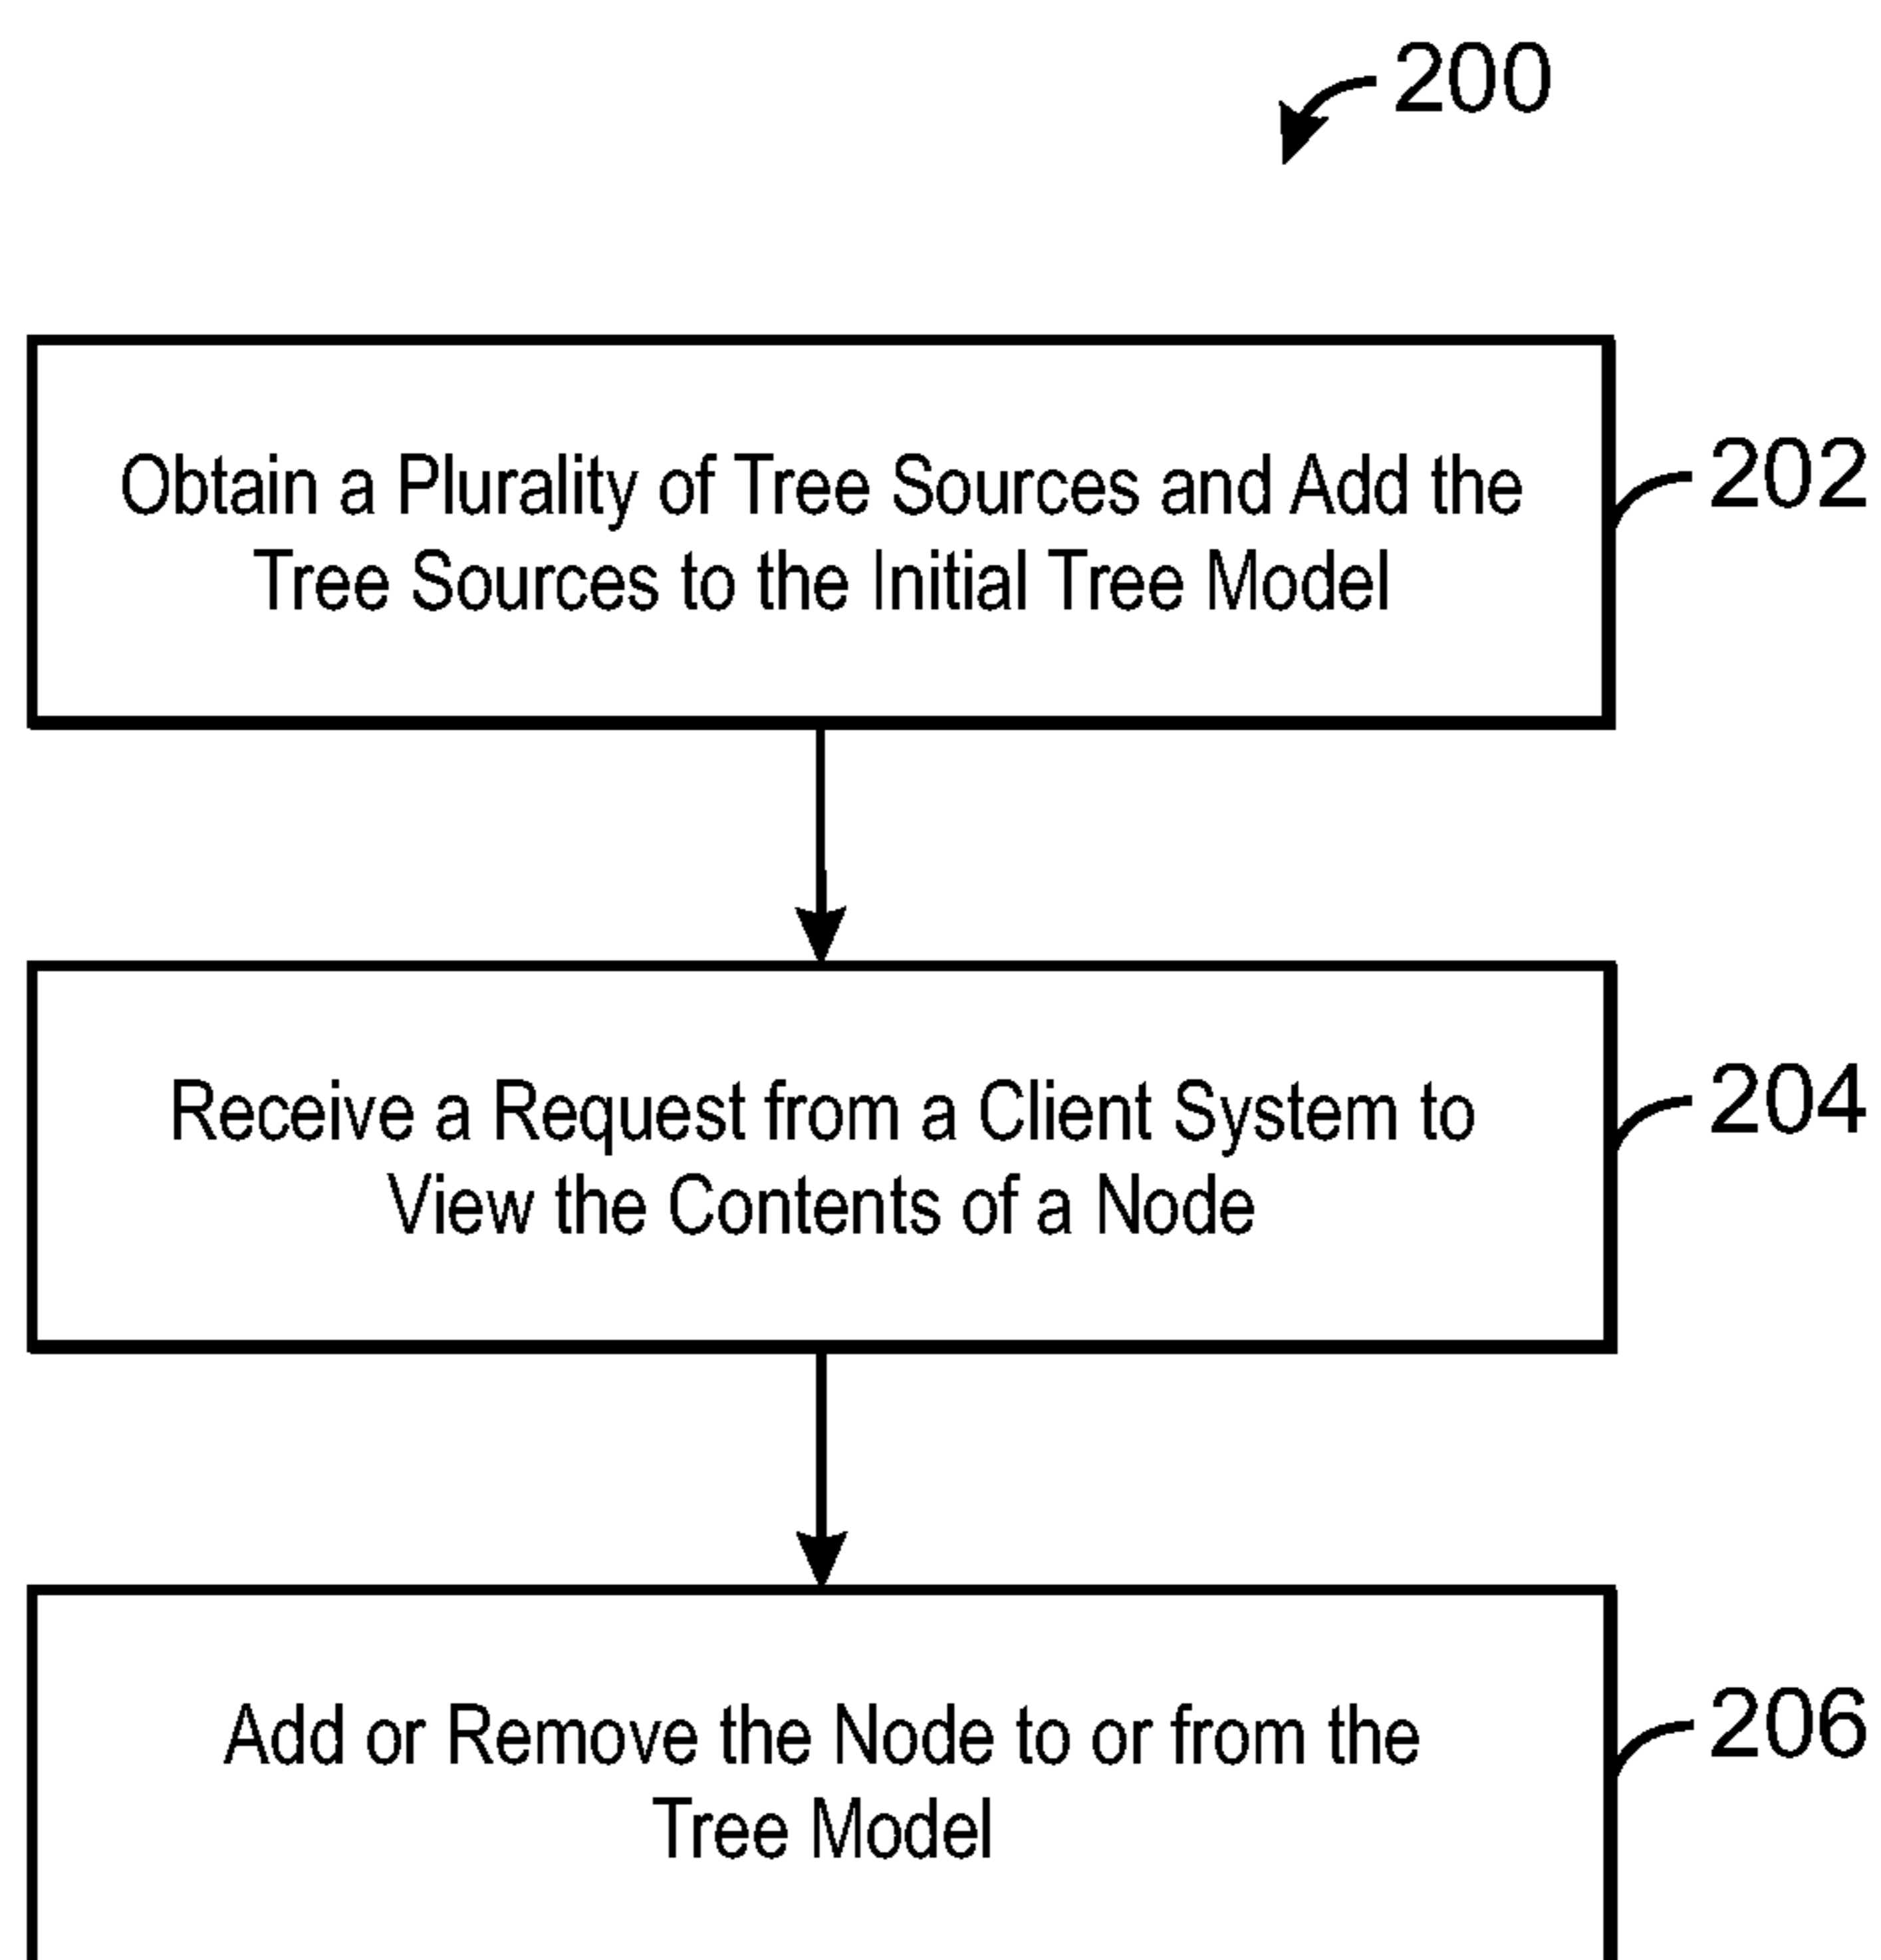 200
Obtain a Plurality of Tree Sources and Add the
Tree Sources to the Initial Tree Model
202
Receive a Request from a Client System to
View the Contents of a Node
204
Add or Remove the Node to or from the
Tree Model
206